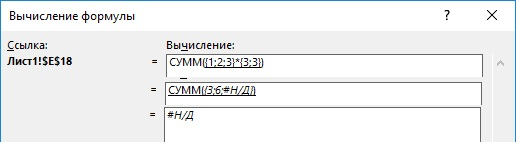 Вычисление формулы
Ссылка: Вычисление:
Лист1!$E$18 = СУММ({1;2;3}*{3;3})
= СУММ({3;6;#Н/Д})
= #Н/Д